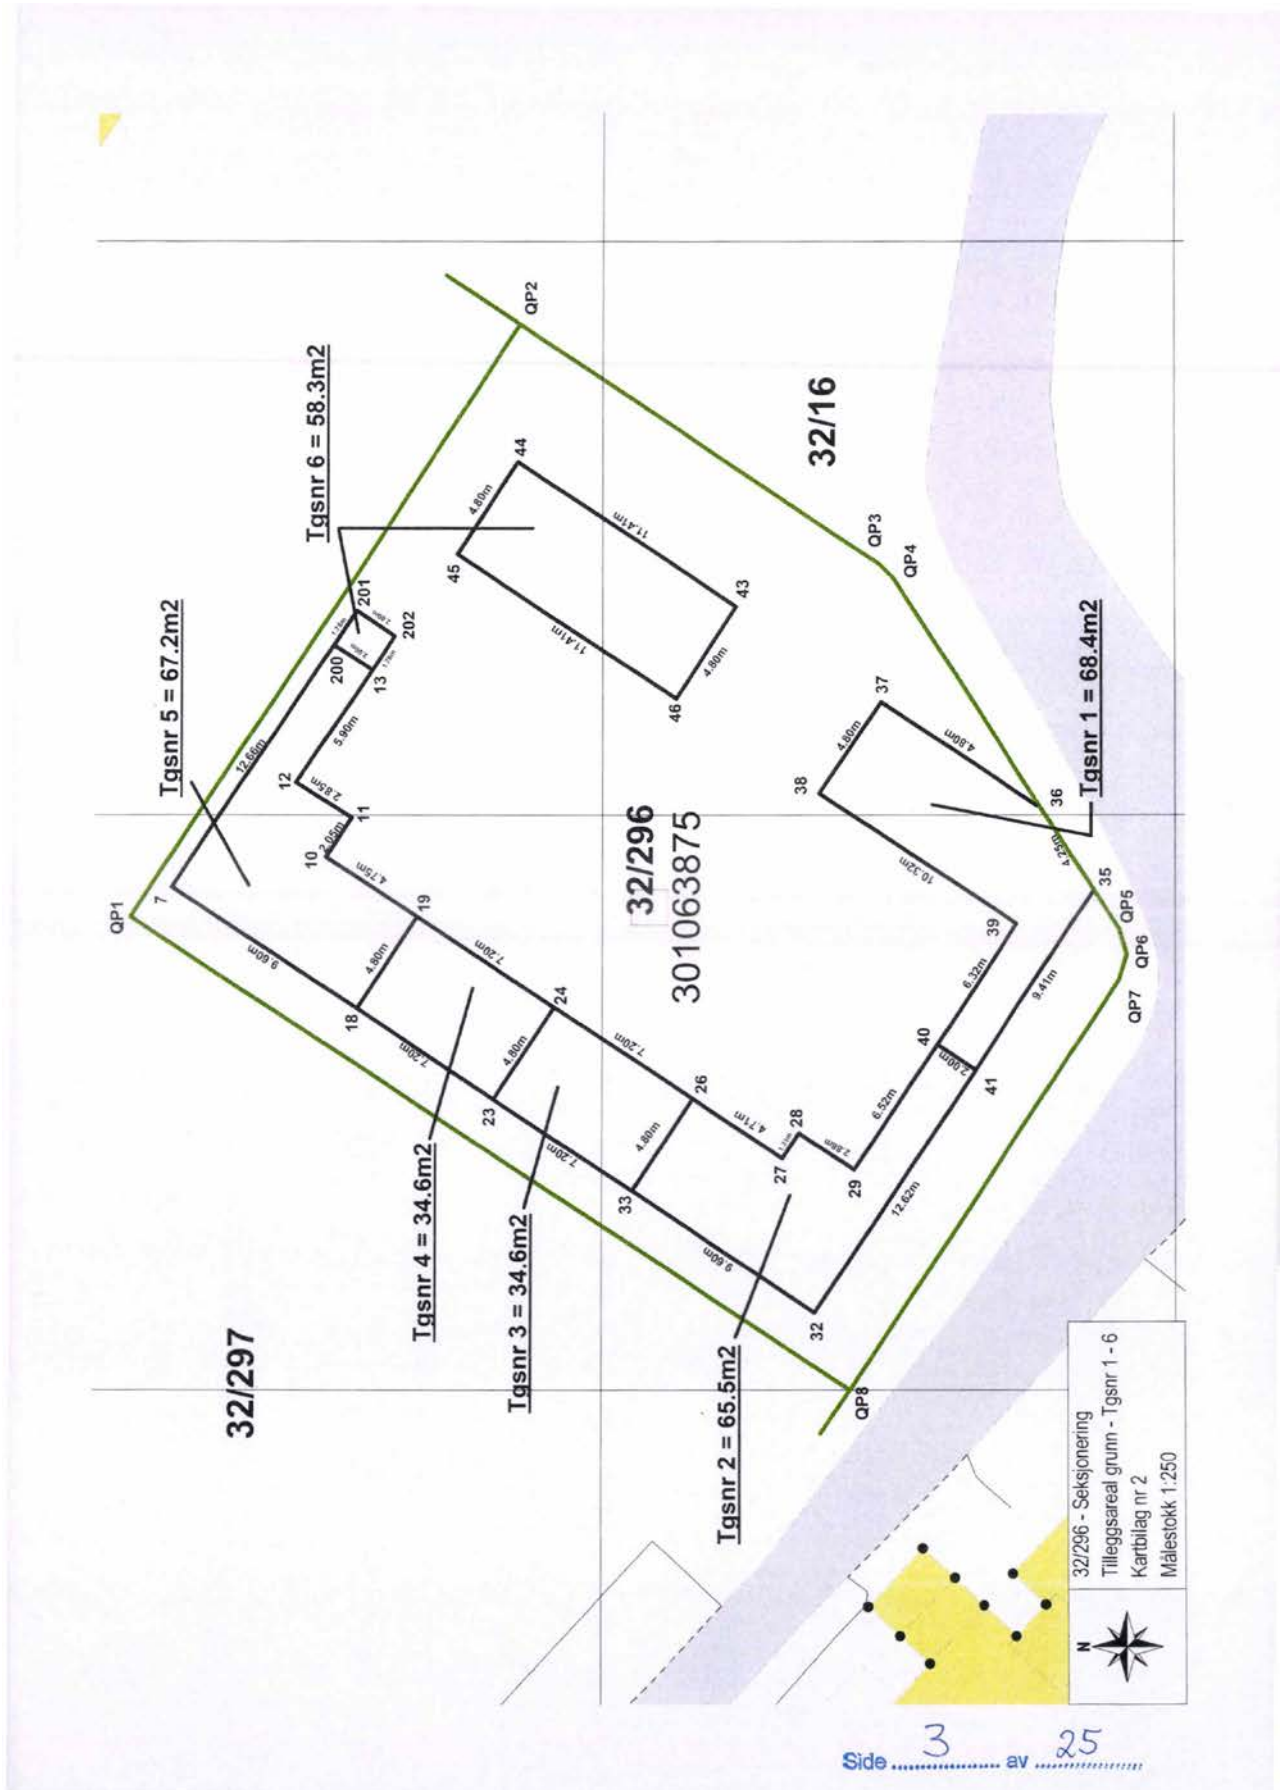 32/297
32/296
301063875
32/16
Tgsnr 5 = 67.2m2
Tgsnr 6 = 58.3m2
Tgsnr 4 = 34.6m2
Tgsnr 3 = 34.6m2
Tgsnr 2 = 65.5m2
Tgsnr 1 = 68.4m2
QP1
QP2
QP3
QP4
QP5
QP6
QP7
QP8
7
10
11
12
13
18
19
23
24
26
27
28
29
32
33
35
36
37
38
39
40
41
43
44
45
46
200
201
202
12.66m
1.78m
1.78m
5.90m
2.85m
2.05m
4.75m
9.60m
4.80m
7.20m
7.20m
4.80m
7.20m
7.20m
4.80m
4.71m
9.60m
6.52m
2.00m
12.62m
6.32m
9.41m
10.32m
4.80m
4.80m
4.25m
4.80m
11.41m
11.41m
4.80m
N
32/296 - Seksjonering
Tilleggsareal grunn - Tgsnr 1 - 6
Kartbilag nr 2
Målestokk 1:250
Side 3 av 25